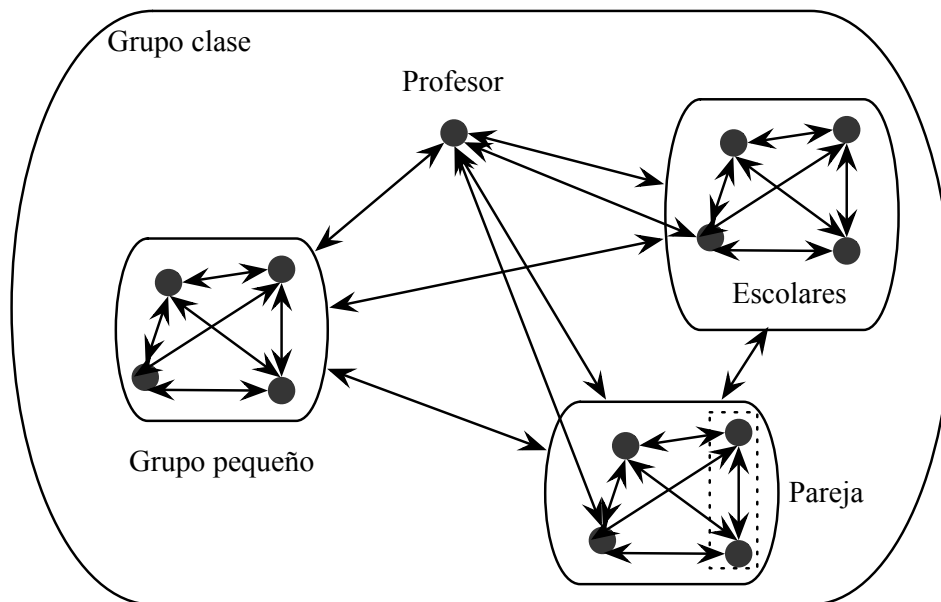 Grupo clase
Profesor
Escolares
Grupo pequeño
Pareja